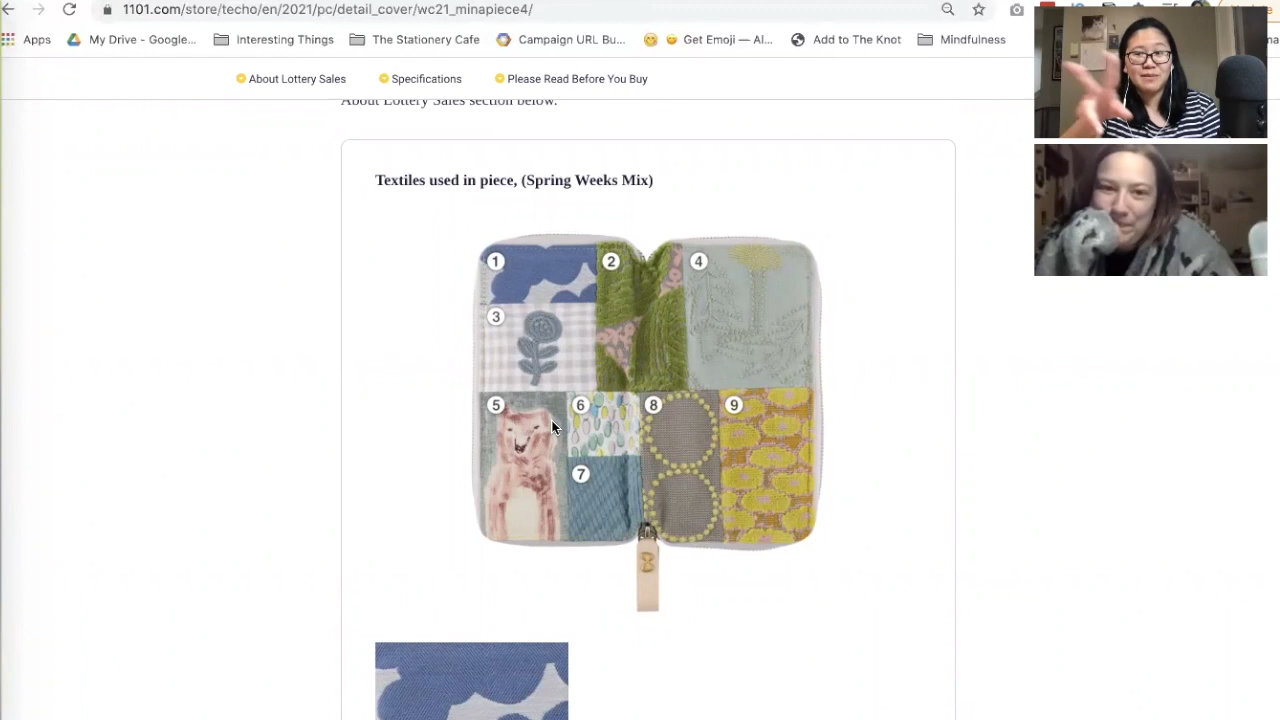 1101.com/store/techo/en/2021/pc/detail_cover/wc21_minapiece4/
Apps My Drive - Google... Interesting Things The Stationery Cafe Campaign URL Bu... Get Emoji — Al... Add to The Knot Mindfulness
About Lottery Sales Specifications Please Read Before You Buy
About Lottery Sales section below.
Textiles used in piece, (Spring Weeks Mix)
1 2 4
3
5 6 8 9
7